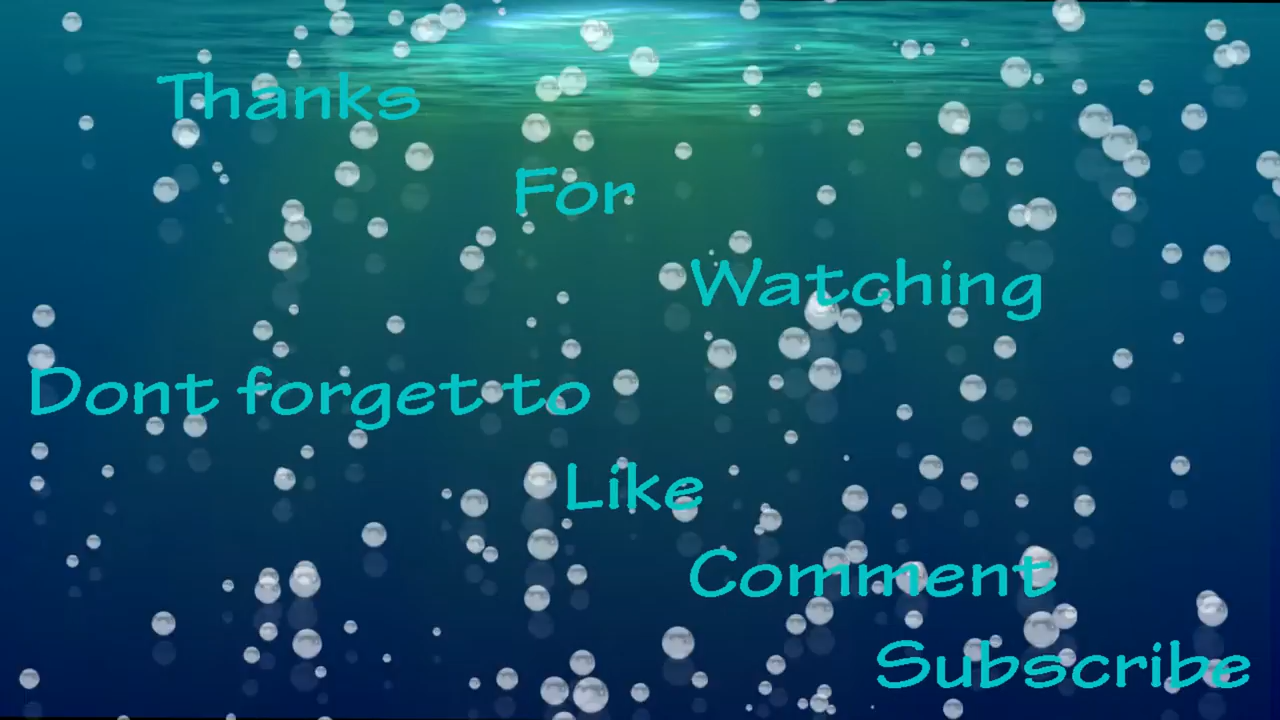 Thanks
For
Watching
Dont forget to
Like
Comment
Subscribe